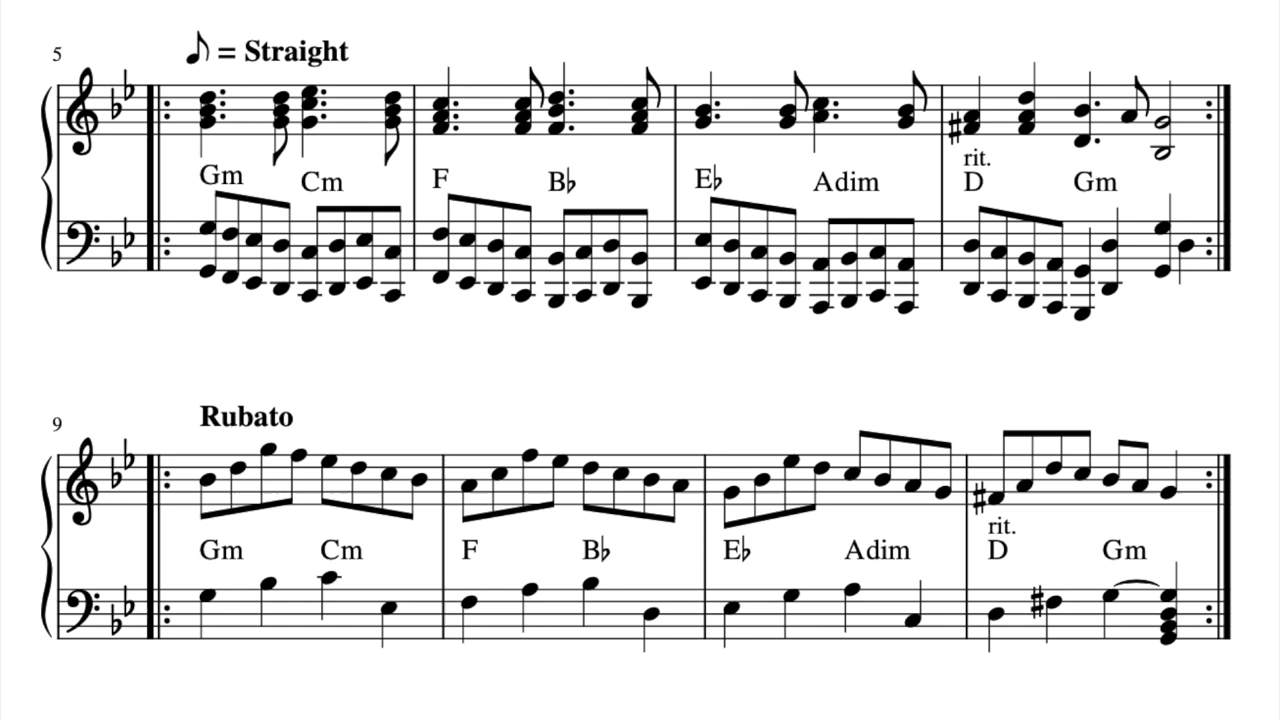 5
♪ = Straight
Gm Cm F B♭ E♭ Adim rit. D Gm
9
Rubato
Gm Cm F B♭ E♭ Adim rit. D Gm